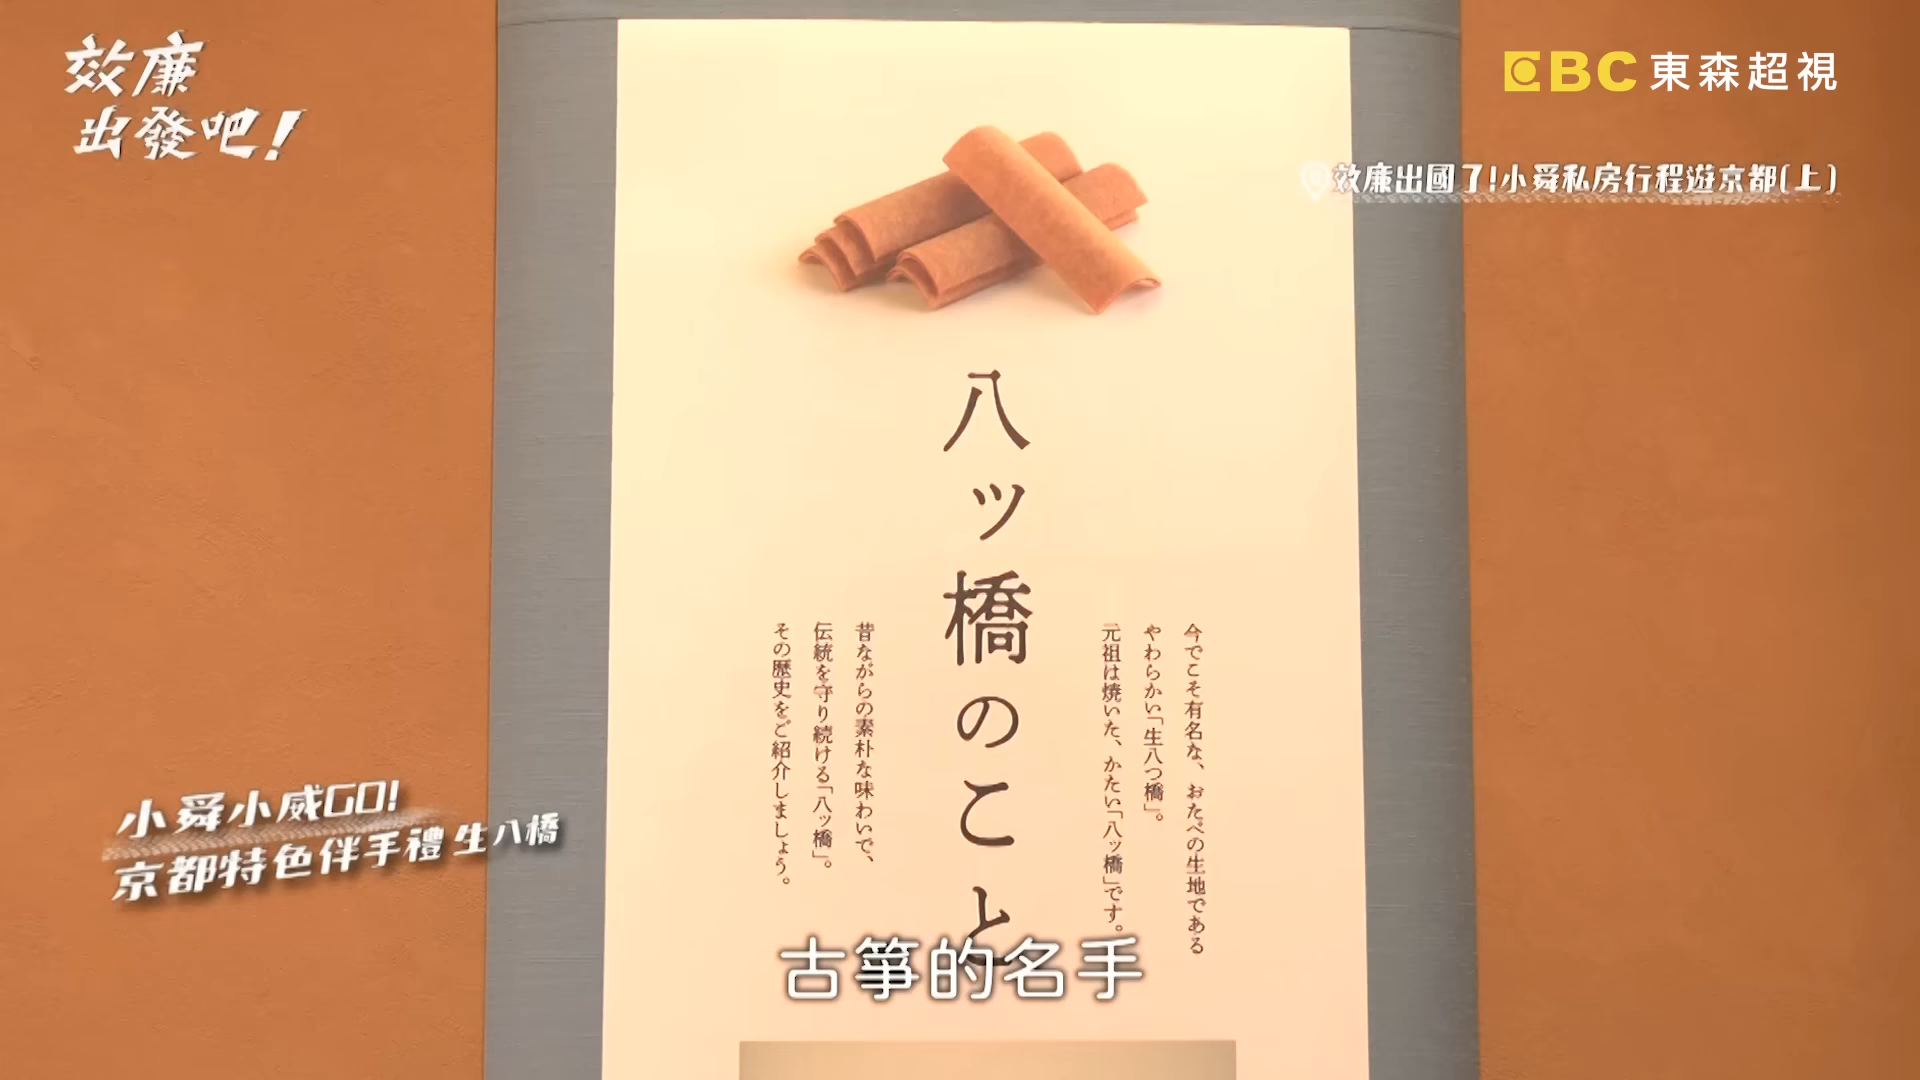 效廉
出發吧!
EBC東森超視
效廉出國了!小舜私房行程遊京都(上)
八ッ橋のこと
今でこそ有名な、おたべの生地である
やわらかい「生八つ橋」。
元祖は焼いた、かたい「八ッ橋」です。
昔ながらの素朴な味わいで、
伝統を守り続ける「八ッ橋」。
その歴史をご紹介しましょう。
小舜小威GO!
京都特色伴手禮 生八橋
古箏的名手